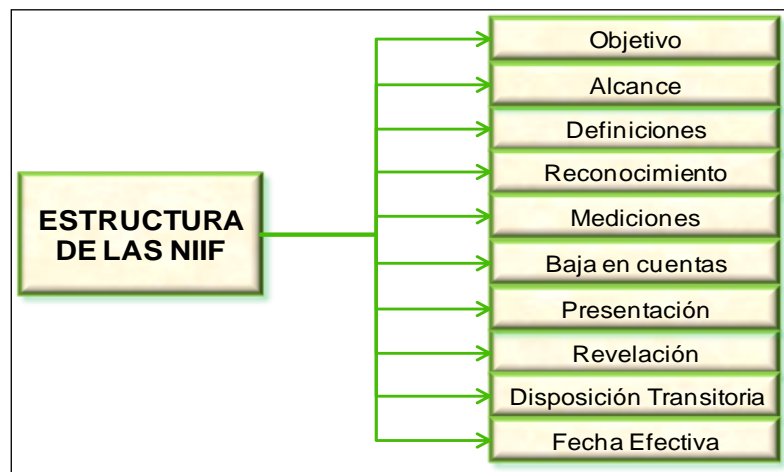 ESTRUCTURA
DE LAS NIIF
Objetivo
Alcance
Definiciones
Reconocimiento
Mediciones
Baja en cuentas
Presentación
Revelación
Disposición Transitoria
Fecha Efectiva